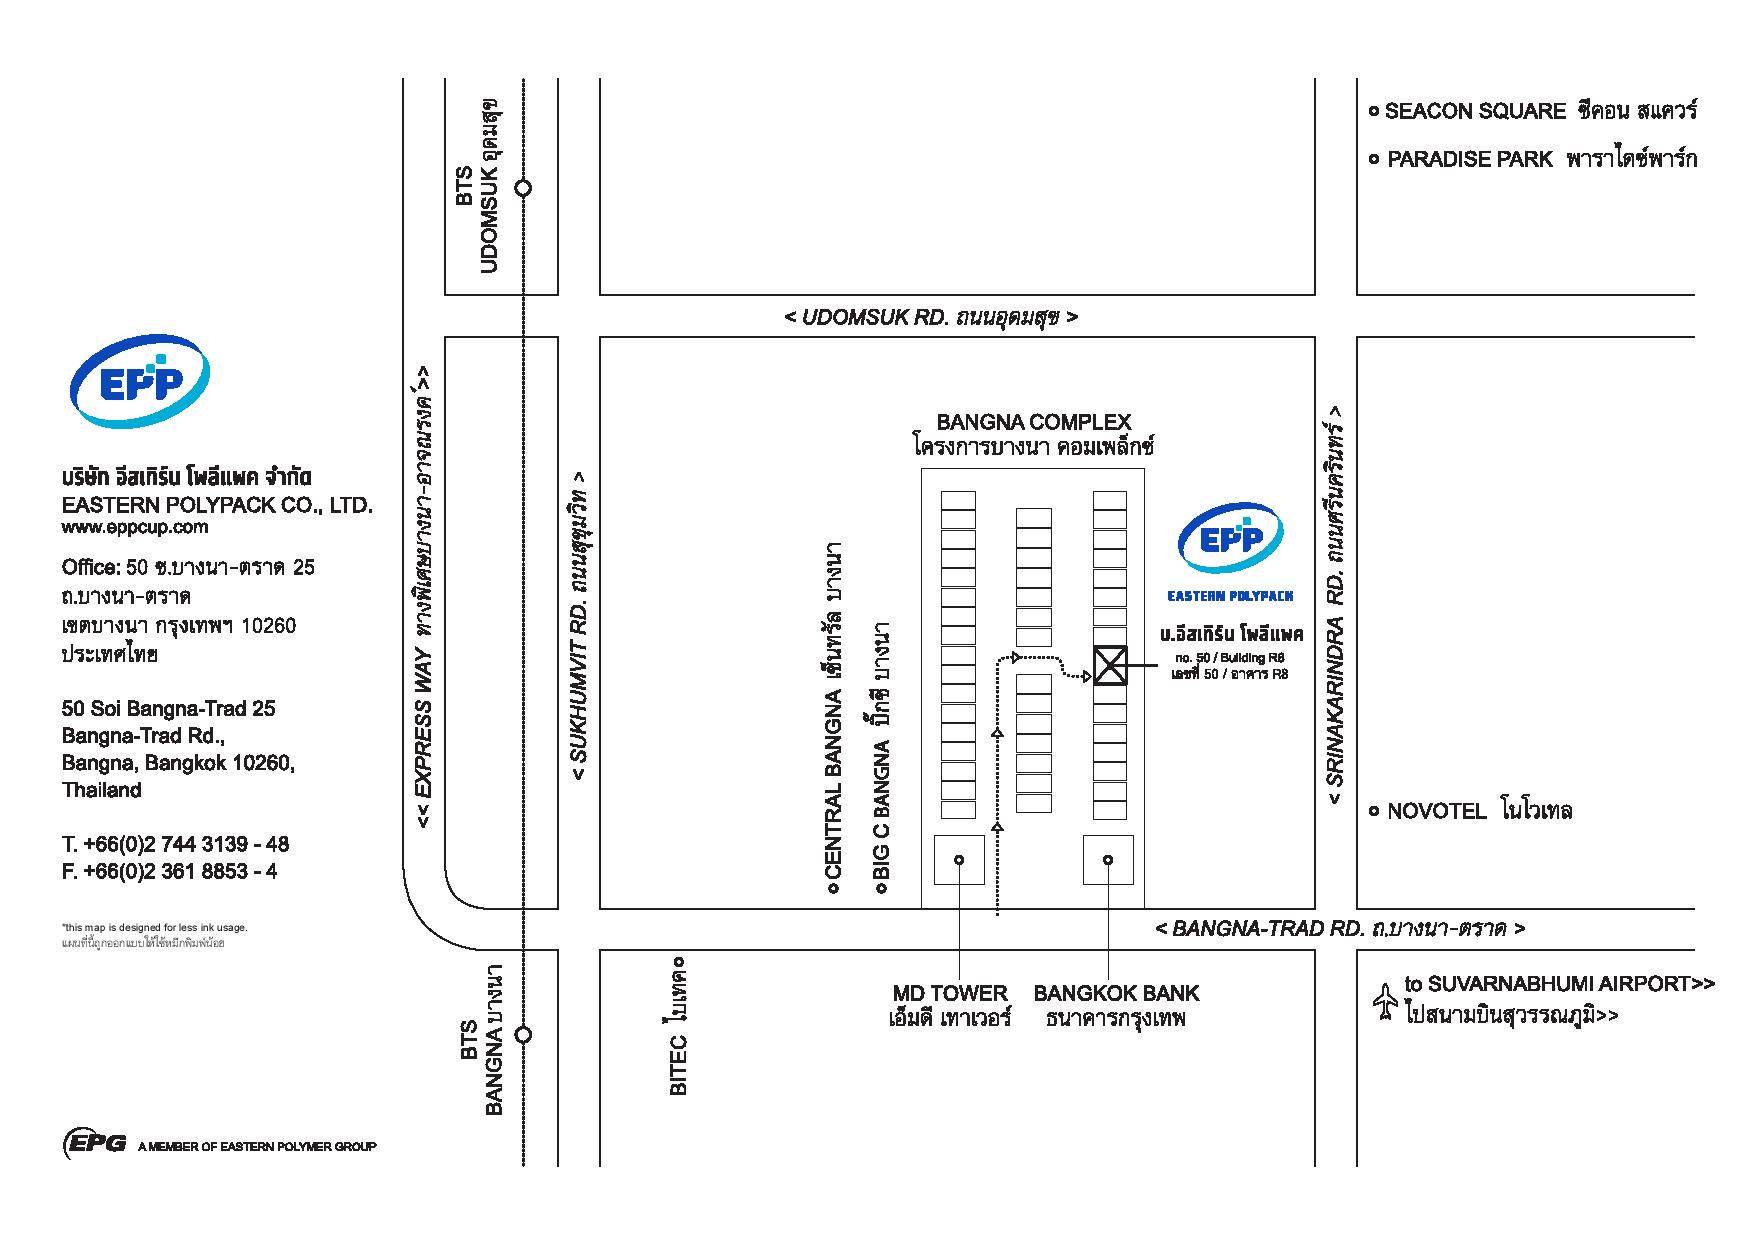 EPP
บริษัท อีสเทิร์น โพลีแพค จำกัด
EASTERN POLYPACK CO., LTD.
www.eppcup.com
Office: 50 ซ.บางนา-ตราด 25
ถ.บางนา-ตราด
เขตบางนา กรุงเทพฯ 10260
ประเทศไทย
50 Soi Bangna-Trad 25
Bangna-Trad Rd.,
Bangna, Bangkok 10260,
Thailand
T. +66(0)2 744 3139 - 48
F. +66(0)2 361 8853 - 4
*this map is designed for less ink usage.
แผนที่นี้ถูกออกแบบให้ใช้หมึกพิมพ์น้อย
EPG A MEMBER OF EASTERN POLYMER GROUP
<< EXPRESS WAY ทางพิเศษบางนา-อาจณรงค์ >>
BTS
UDOMSUK อุดมสุข
BTS
BANGNA บางนา
< SUKHUMVIT RD. ถนนสุขุมวิท >
< UDOMSUK RD. ถนนอุดมสุข >
BITEC ไบเทค
CENTRAL BANGNA เซ็นทรัล บางนา
BIG C BANGNA บิ๊กซี บางนา
BANGNA COMPLEX
โครงการบางนา คอมเพล็กซ์
EPP
EASTERN POLYPACK
บ.อีสเทิร์น โพลีแพค
no. 50 / Building R8
เลขที่ 50 / อาคาร R8
MD TOWER
เอ็มดี เทาเวอร์
BANGKOK BANK
ธนาคารกรุงเทพ
< BANGNA-TRAD RD. ถ.บางนา-ตราด >
< SRINAKARINDRA RD. ถนนศรีนครินทร์ >
SEACON SQUARE ซีคอน สแควร์
PARADISE PARK พาราไดซ์พาร์ก
NOVOTEL โนโวเทล
to SUVARNABHUMI AIRPORT>>
ไปสนามบินสุวรรณภูมิ>>